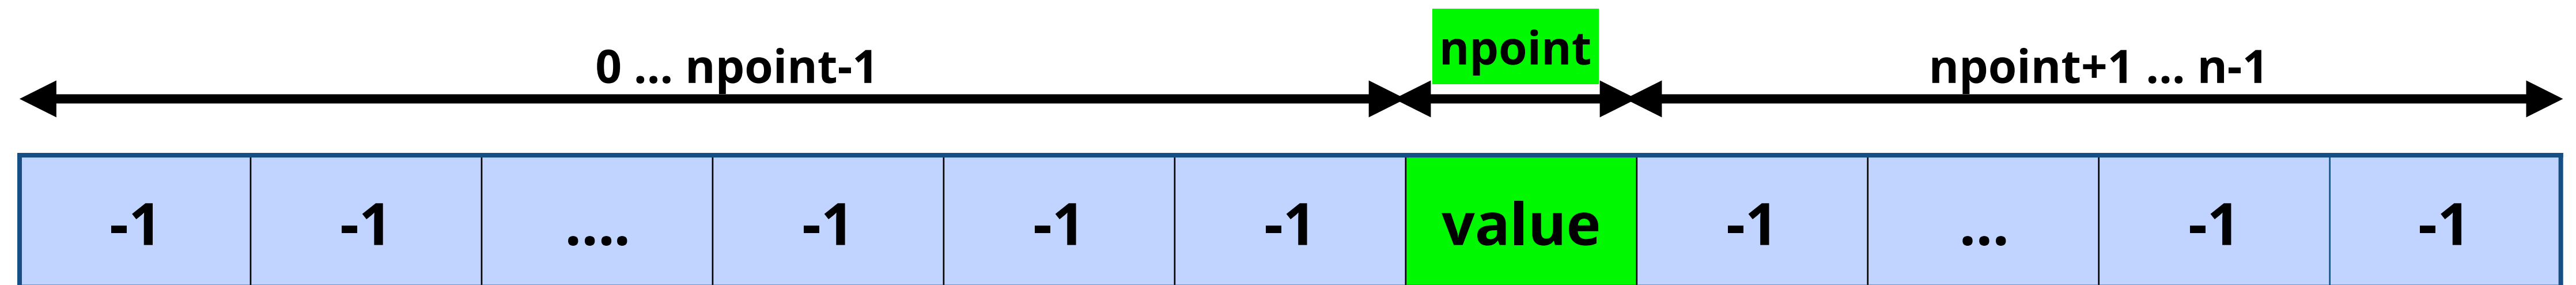 0 ... npoint-1
npoint
npoint+1 ... n-1
-1 -1 .... -1 -1 -1 value -1 ... -1 -1